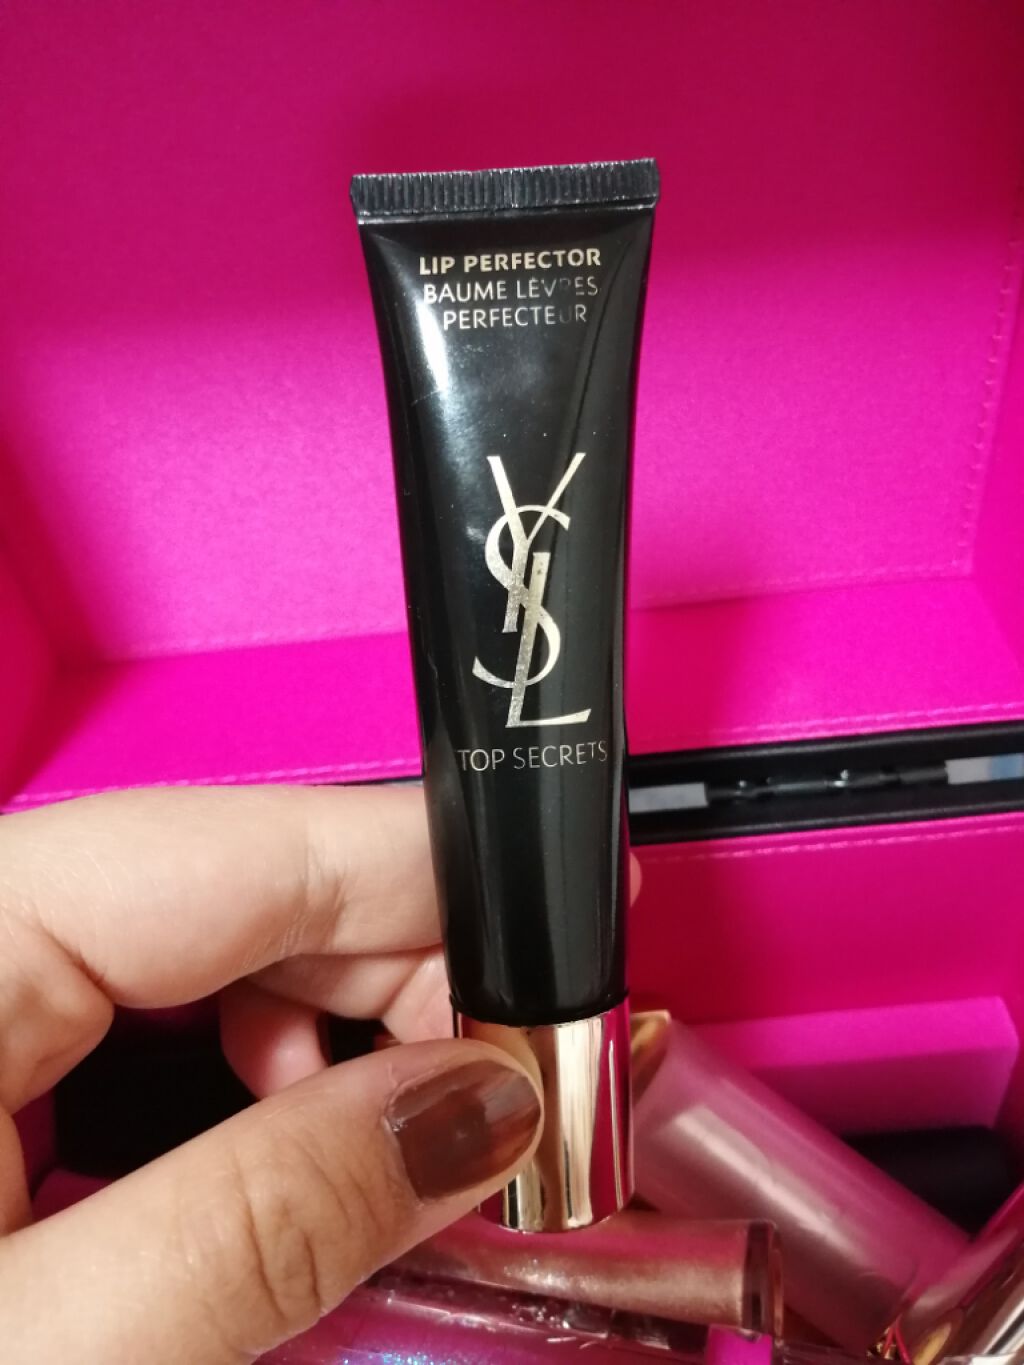 LIP PERFECTOR
BAUME LÈVRES
PERFECTEUR
YSL
TOP SECRETS